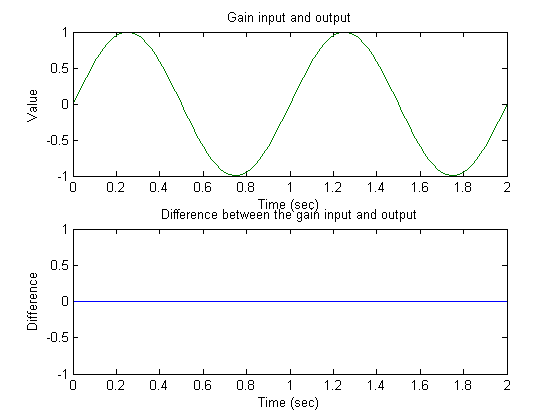 Gain input and output
1
0.5
0
-0.5
-1
Value
0 0.2 0.4 0.6 0.8 1 1.2 1.4 1.6 1.8 2
Time (sec)
Difference between the gain input and output
1
0.5
0
-0.5
-1
Difference
0 0.2 0.4 0.6 0.8 1 1.2 1.4 1.6 1.8 2
Time (sec)